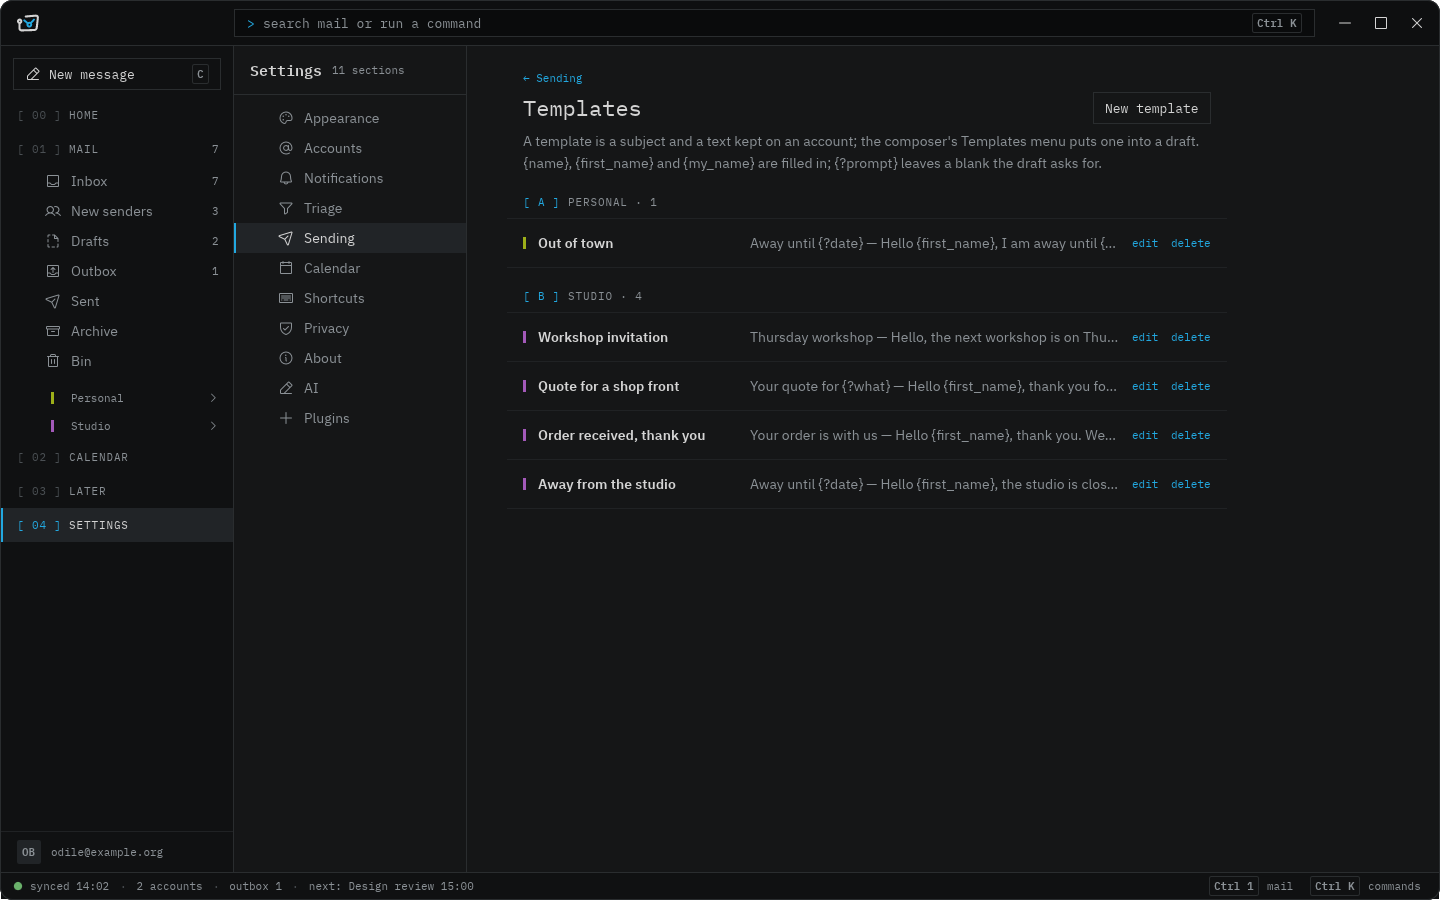 > search mail or run a command Ctrl K
New message C
[ 00 ] HOME
[ 01 ] MAIL 7
Inbox 7
New senders 3
Drafts 2
Outbox 1
Sent
Archive
Bin
Personal
Studio
[ 02 ] CALENDAR
[ 03 ] LATER
[ 04 ] SETTINGS
OB odile@example.org
Settings 11 sections
Appearance
Accounts
Notifications
Triage
Sending
Calendar
Shortcuts
Privacy
About
AI
Plugins
← Sending
Templates
New template
A template is a subject and a text kept on an account; the composer's Templates menu puts one into a draft.
{name}, {first_name} and {my_name} are filled in; {?prompt} leaves a blank the draft asks for.
[ A ] PERSONAL · 1
Out of town Away until {?date} — Hello {first_name}, I am away until {... edit delete
[ B ] STUDIO · 4
Workshop invitation Thursday workshop — Hello, the next workshop is on Thu... edit delete
Quote for a shop front Your quote for {?what} — Hello {first_name}, thank you fo... edit delete
Order received, thank you Your order is with us — Hello {first_name}, thank you. We... edit delete
Away from the studio Away until {?date} — Hello {first_name}, the studio is clos... edit delete
synced 14:02 · 2 accounts · outbox 1 · next: Design review 15:00 Ctrl 1 mail Ctrl K commands